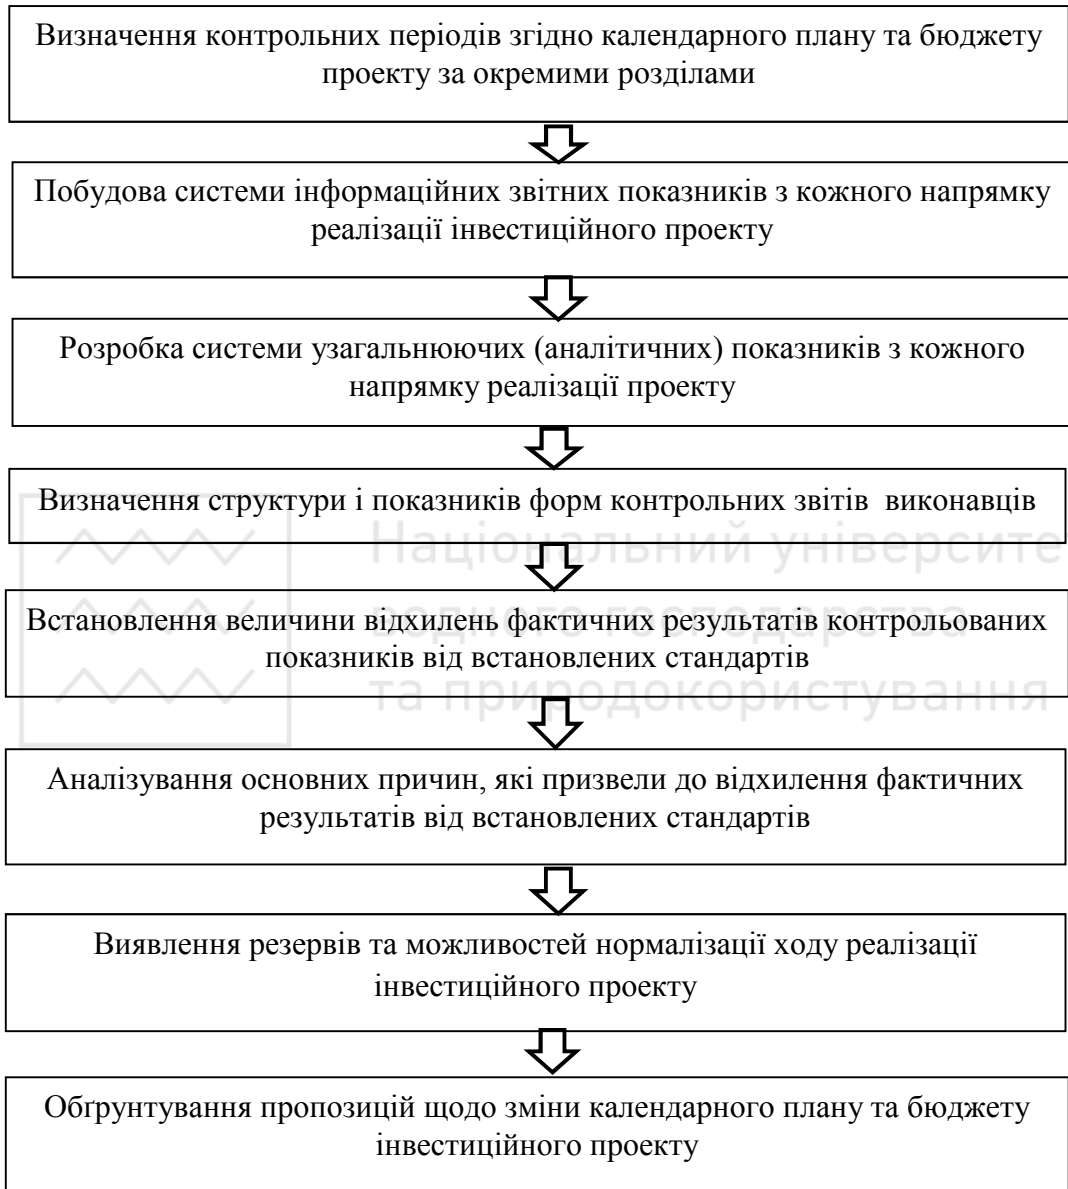 Визначення контрольних періодів згідно календарного плану та бюджету
проекту за окремими розділами
Побудова системи інформаційних звітних показників з кожного напрямку
реалізації інвестиційного проекту
Розробка системи узагальнюючих (аналітичних) показників з кожного
напрямку реалізації проекту
Визначення структури і показників форм контрольних звітів виконавців
Національний університе
Встановлення величини відхилень фактичних результатів контрольованих
водного господарства
показників від встановлених стандартів
та природокористування
Аналізування основних причин, які призвели до відхилення фактичних
результатів від встановлених стандартів
Виявлення резервів та можливостей нормалізації ходу реалізації
інвестиційного проекту
Обґрунтування пропозицій щодо зміни календарного плану та бюджету
інвестиційного проекту